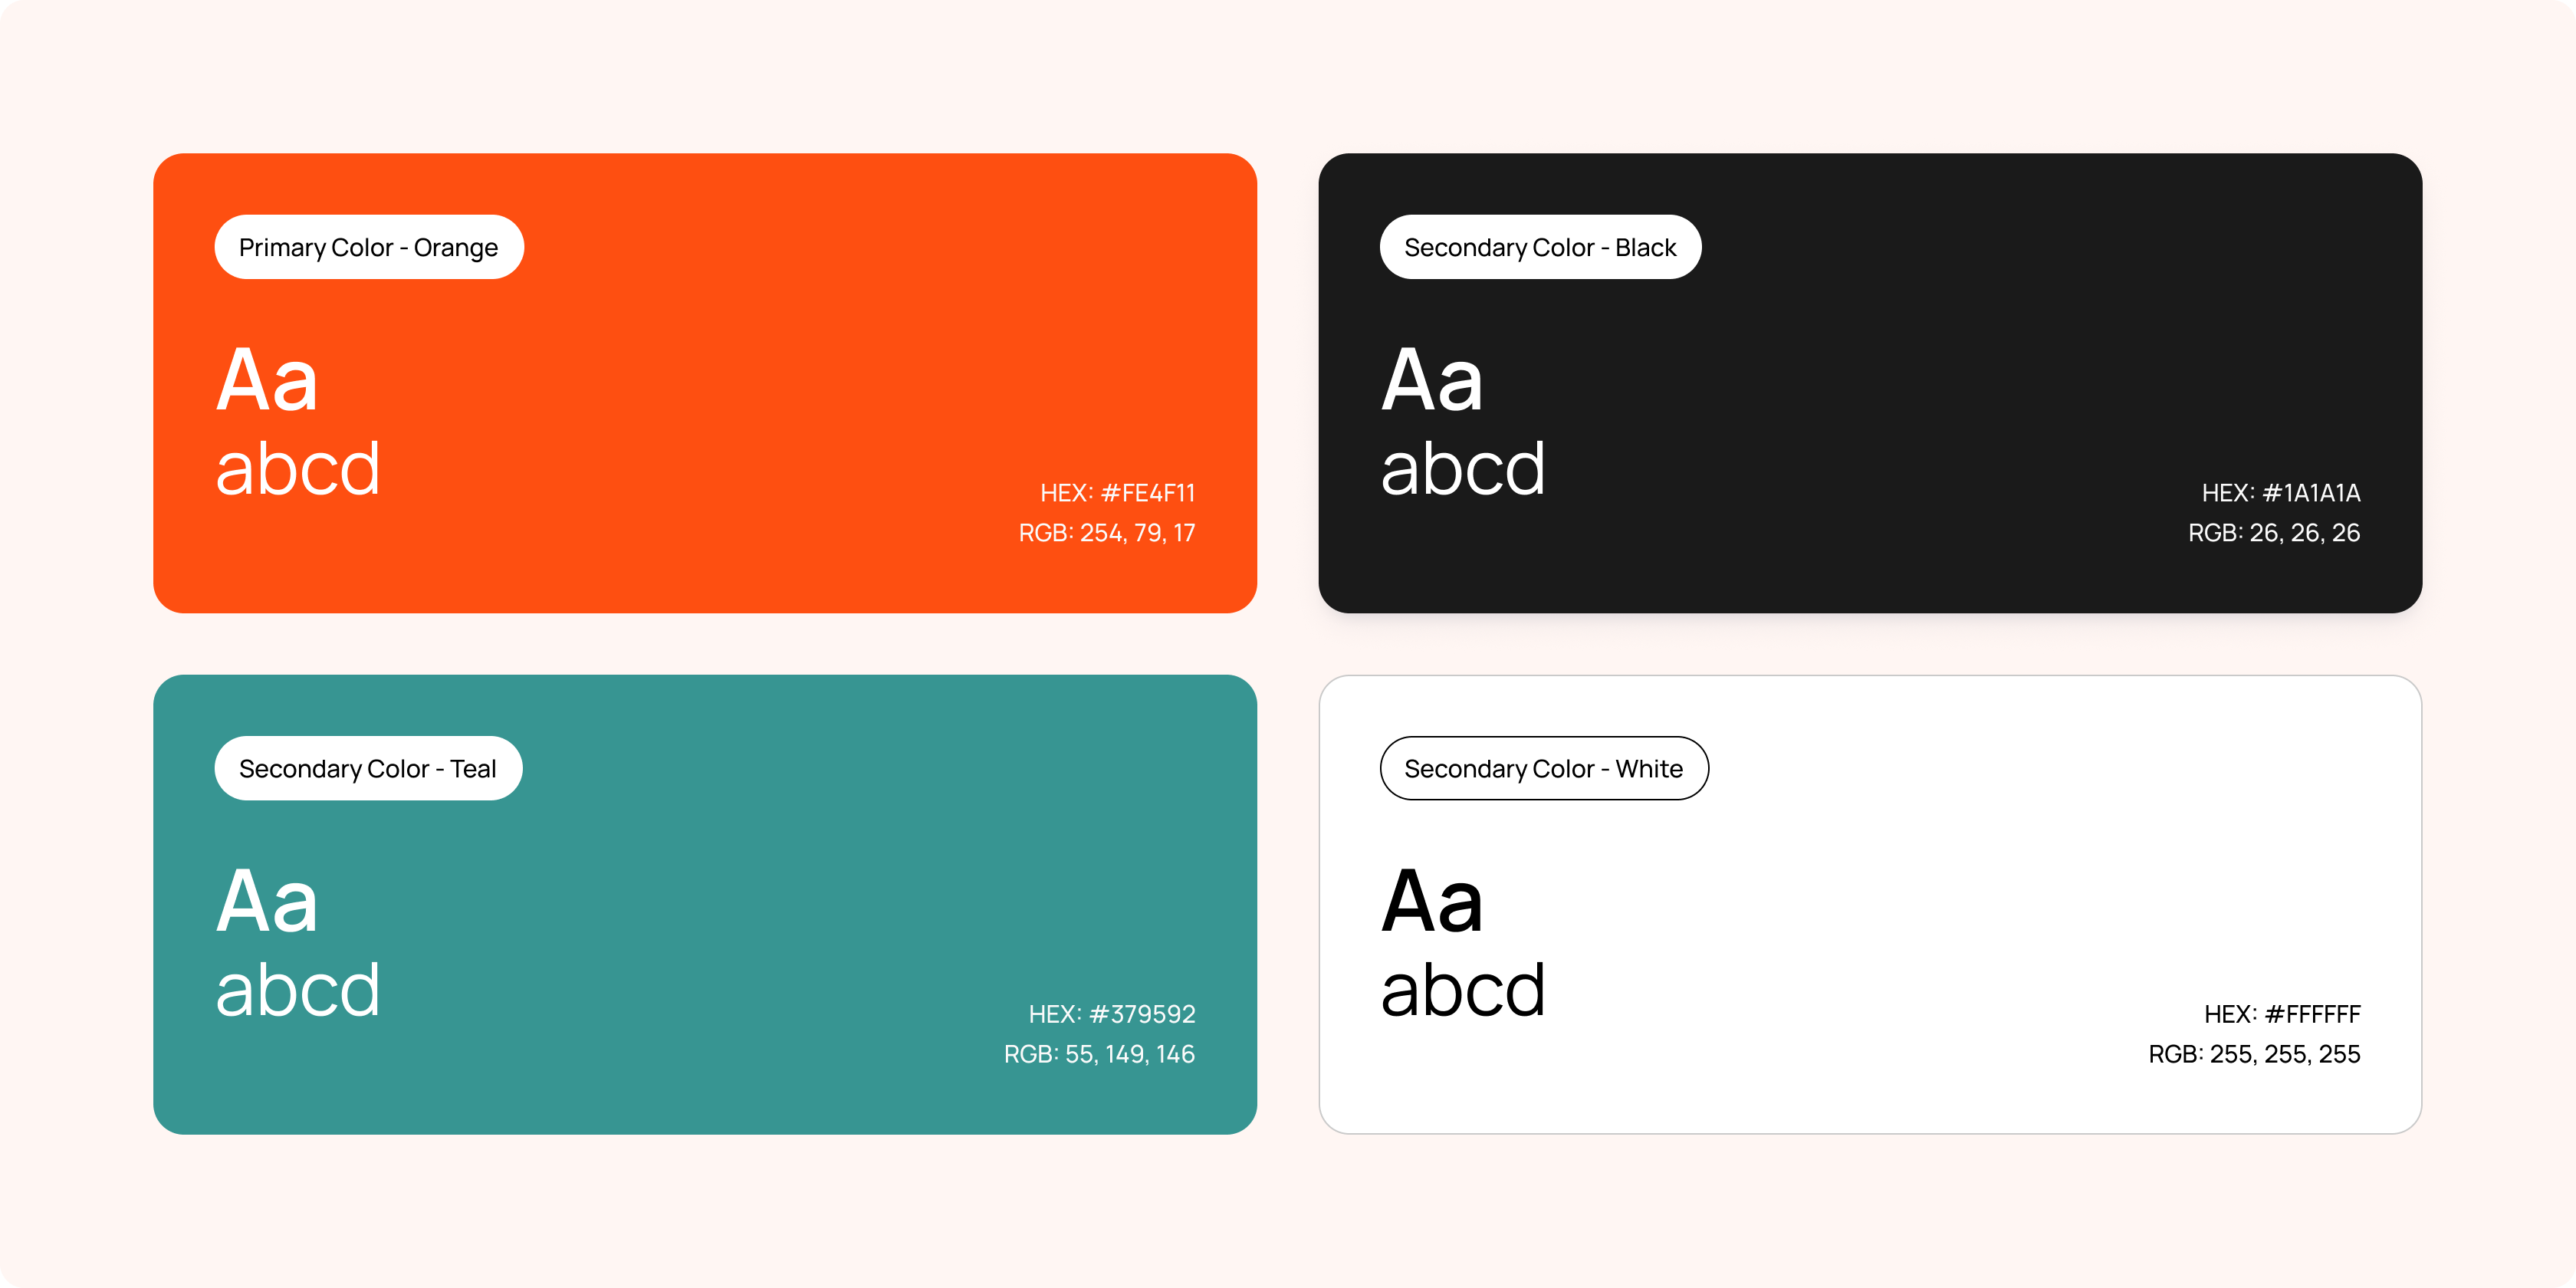 Primary Color - Orange
Aa
abcd
HEX: #FE4F11
RGB: 254, 79, 17
Secondary Color - Black
Aa
abcd
HEX: #1A1A1A
RGB: 26, 26, 26
Secondary Color - Teal
Aa
abcd
HEX: #379592
RGB: 55, 149, 146
Secondary Color - White
Aa
abcd
HEX: #FFFFFF
RGB: 255, 255, 255